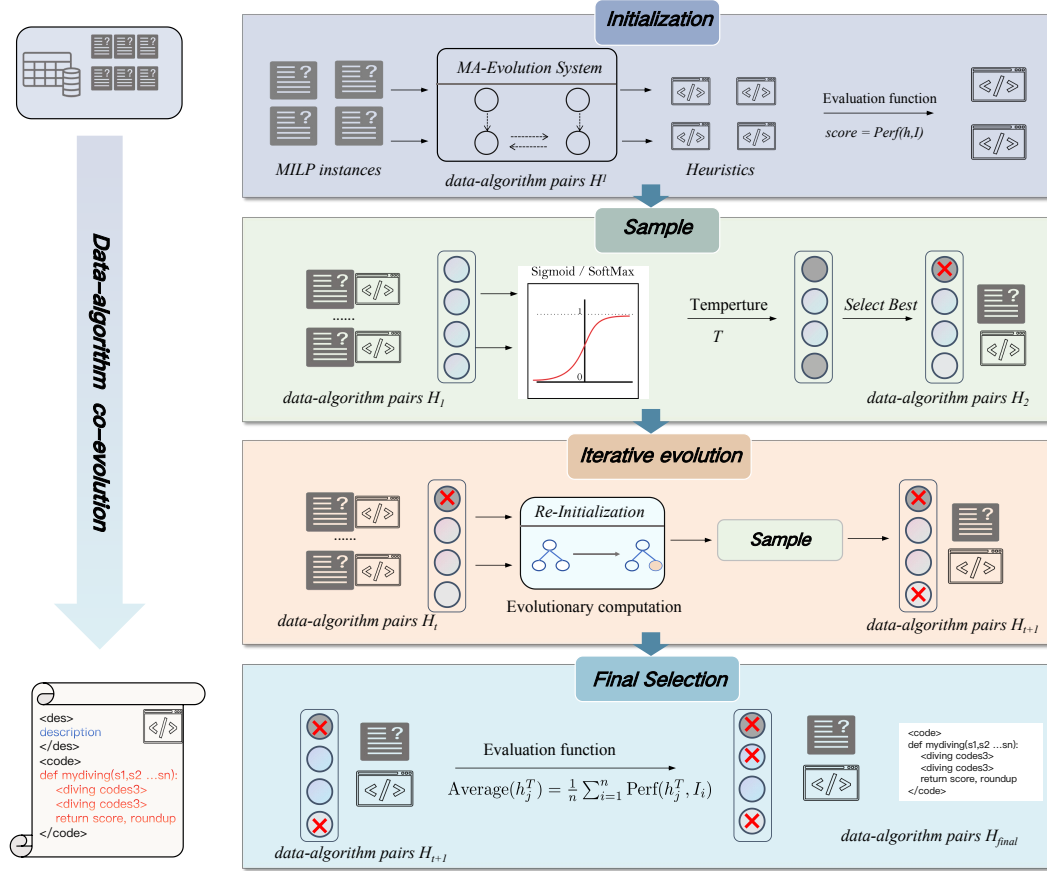 Data-algorithm co-evolution
<des>
description
</des>
<code>
def mydiving(s1,s2 ...sn):
<diving codes3>
<diving codes3>
return score, roundup
</code>
</>
Initialization
MA-Evolution System
MILP instances
data-algorithm pairs H¹
Heuristics
</> </>
</> </>
Evaluation function
score = Perf(h,I)
</>
</>
Sample
? </>
......
? </>
data-algorithm pairs H₁
Sigmoid / SoftMax
1
0
Temperture
T
Select Best
?
</>
data-algorithm pairs H₂
Iterative evolution
? </>
......
? </>
data-algorithm pairs Hₜ
Re-Initialization
Evolutionary computation
Sample
?
</>
data-algorithm pairs Hₜ₊₁
Final Selection
?
</>
data-algorithm pairs Hₜ₊₁
Evaluation function
Average(h_j^T) = 1/n ∑_{i=1}^n Perf(h_j^T, I_i)
?
</>
<code>
def mydiving(s1,s2 ...sn):
<diving codes3>
<diving codes3>
return score, roundup
</code>
data-algorithm pairs H_final